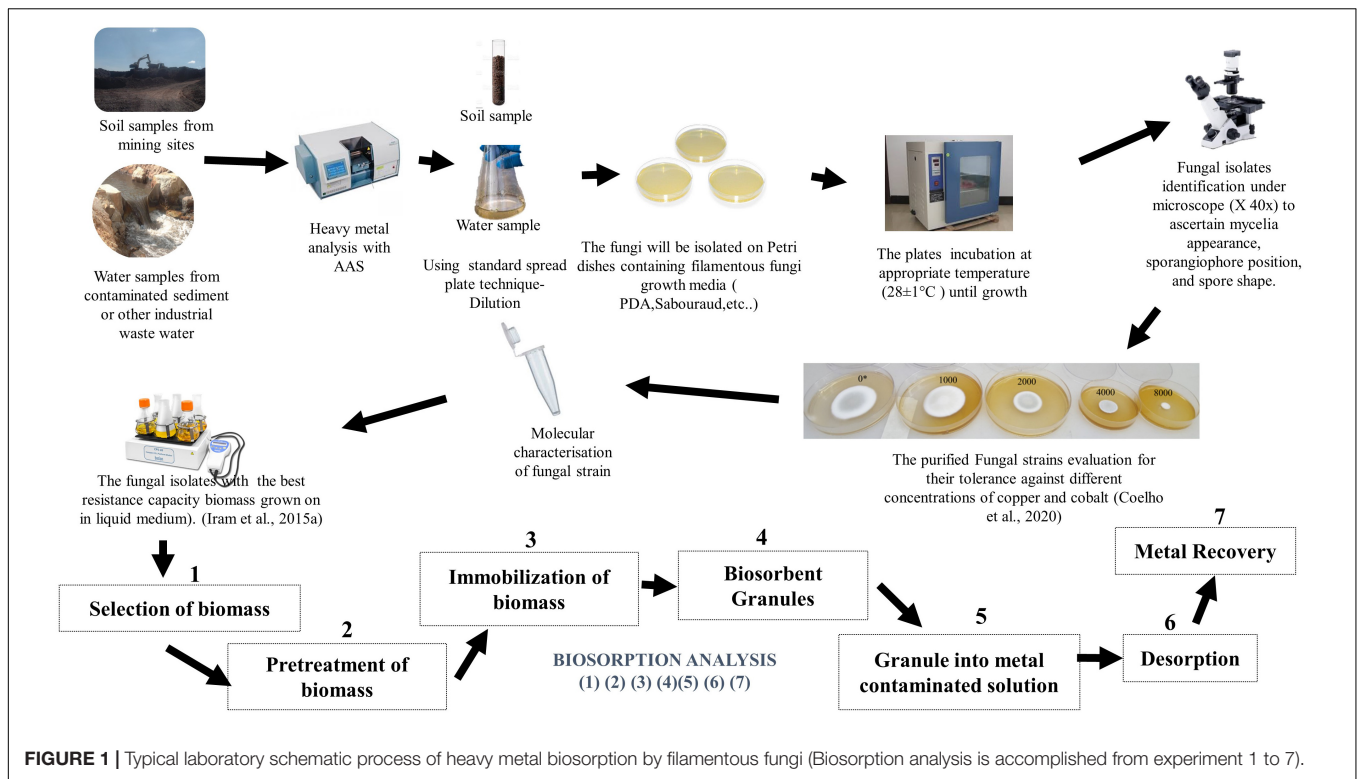 Soil samples from
mining sites
Water samples from
contaminated sediment
or other industrial
waste water
Heavy metal
analysis with
AAS
Soil sample
Water sample
Using standard spread
plate technique-
Dilution
The fungi will be isolated on Petri
dishes containing filamentous fungi
growth media (
PDA,Sabouraud,etc..)
The plates incubation at
appropriate temperature
(28±1°C ) until growth
Fungal isolates
identification under
microscope (X 40x) to
ascertain mycelia
appearance,
sporangiophore position,
and spore shape.
0*
1000
2000
4000
8000
The purified Fungal strains evaluation for
their tolerance against different
concentrations of copper and cobalt (Coelho
et al., 2020)
Molecular
characterisation
of fungal strain
The fungal isolates with the best
resistance capacity biomass grown on
in liquid medium). (Iram et al., 2015a)
1
Selection of biomass
2
Pretreatment of
biomass
3
Immobilization of
biomass
4
Biosorbent
Granules
5
Granule into metal
contaminated solution
6
Desorption
7
Metal Recovery
BIOSORPTION ANALYSIS
(1) (2) (3) (4)(5) (6) (7)
FIGURE 1 | Typical laboratory schematic process of heavy metal biosorption by filamentous fungi (Biosorption analysis is accomplished from experiment 1 to 7).